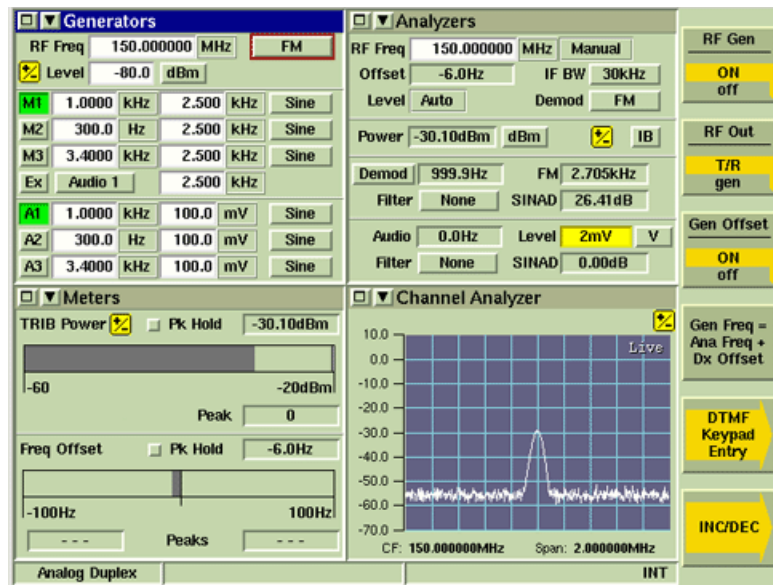 Generators
RF Freq 150.000000 MHz FM
Level -80.0 dBm
M1 1.0000 kHz 2.500 kHz Sine
M2 300.0 Hz 2.500 kHz Sine
M3 3.4000 kHz 2.500 kHz Sine
Ex Audio 1 2.500 kHz
A1 1.0000 kHz 100.0 mV Sine
A2 300.0 Hz 100.0 mV Sine
A3 3.4000 kHz 100.0 mV Sine
Analyzers
RF Freq 150.000000 MHz Manual
Offset -6.0Hz IF BW 30kHz
Level Auto Demod FM
Power -30.10dBm dBm IB
Demod 999.9Hz FM 2.705kHz
Filter None SINAD 26.41dB
Audio 0.0Hz Level 2mV V
Filter None SINAD 0.00dB
Meters
TRIB Power Pk Hold -30.10dBm
-60 -20dBm
Peak 0
Freq Offset Pk Hold -6.0Hz
-100Hz 100Hz
--- Peaks ---
Channel Analyzer
Live
10.0
0.0
-10.0
-20.0
-30.0
-40.0
-50.0
-60.0
-70.0
CF: 150.000000MHz Span: 2.000000MHz
RF Gen
ON
off
RF Out
T/R
gen
Gen Offset
ON
off
Gen Freq =
Ana Freq +
Dx Offset
DTMF
Keypad
Entry
INC/DEC
Analog Duplex INT